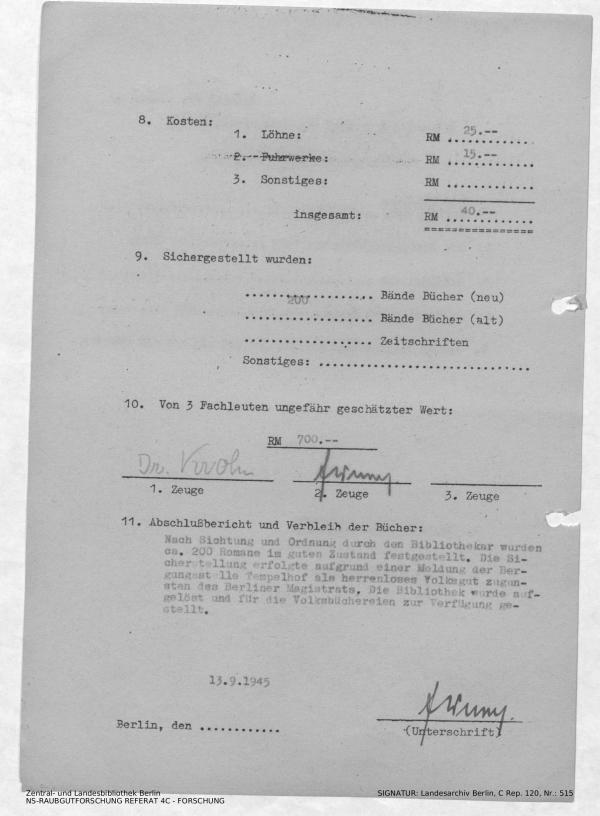 8. Kosten:
1. Löhne: RM 25.--
2. Fuhrwerke: RM 15.--
3. Sonstiges: RM ..............
insgesamt: RM 40.--
=================
9. Sichergestellt wurden:
................... Bände Bücher (neu)
200
................... Bände Bücher (alt)
................... Zeitschriften
Sonstiges: ................................
10. Von 3 Fachleuten ungefähr geschätzter Wert:
RM 700.--
Dr. Krohn
1. Zeuge 2. Zeuge 3. Zeuge
11. Abschlußbericht und Verbleib der Bücher:
Nach Sichtung und Ordnung durch den Bibliothekar wurden
ca. 200 Romane im guten Zustand festgestellt. Die Si-
cherstellung erfolgte aufgrund einer Meldung der Ber-
gungsstelle Tempelhof als herrenloses Volksgut zugun-
sten des Berliner Magistrats. Die Bibliothek wurde auf-
gelöst und für die Volksbüchereien zur Verfügung ge-
stellt.
13.9.1945
Berlin, den ............
(Unterschrift)
Zentral- und Landesbibliothek Berlin
NS-RAUBGUTFORSCHUNG REFERAT 4C - FORSCHUNG
SIGNATUR: Landesarchiv Berlin, C Rep. 120, Nr.: 515